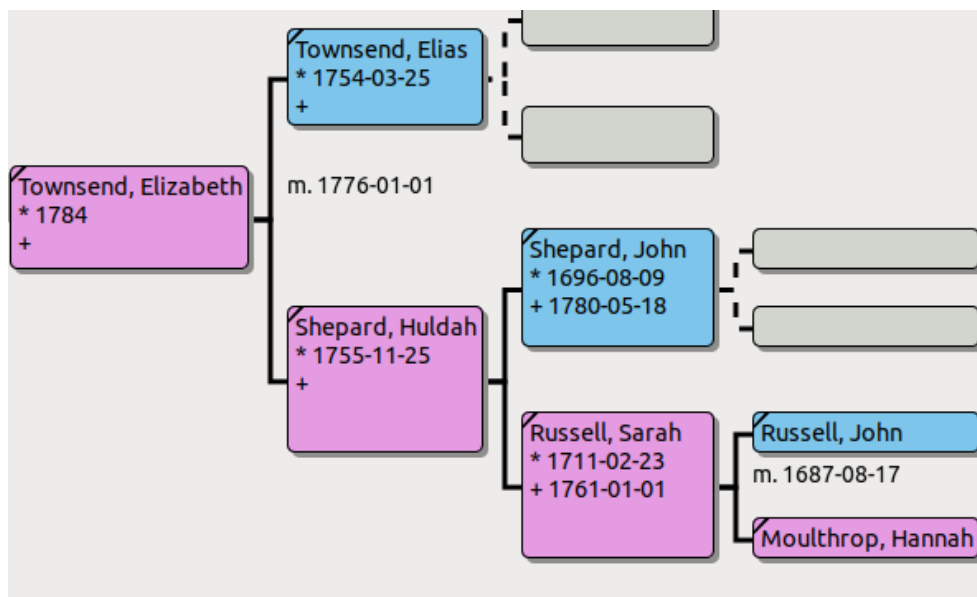 Townsend, Elias
* 1754-03-25
+
Townsend, Elizabeth
* 1784
+
m. 1776-01-01
Shepard, John
* 1696-08-09
+ 1780-05-18
Shepard, Huldah
* 1755-11-25
+
Russell, Sarah
* 1711-02-23
+ 1761-01-01
Russell, John
m. 1687-08-17
Moulthrop, Hannah